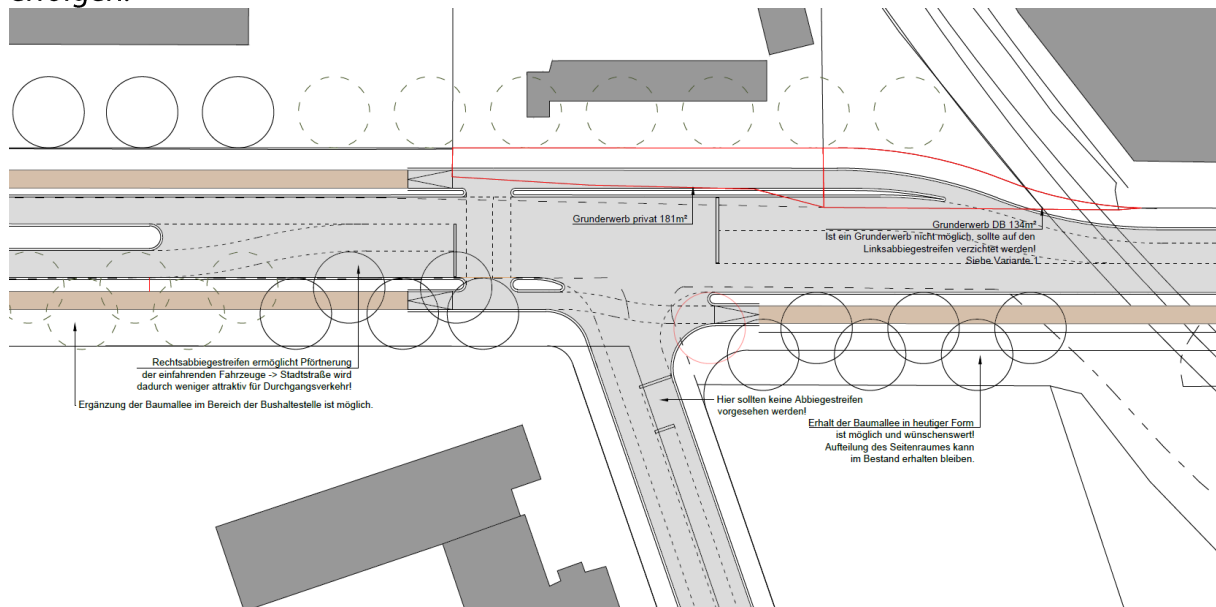 erfolgen.
Grunderwerb privat 181m²
Grunderwerb DB 134m²
Ist ein Grunderwerb nicht möglich, sollte auf den
Linksabbiegestreifen verzichtet werden!
Siehe Variante 1.
Rechtsabbiegestreifen ermöglicht Pförtnerung
der einfahrenden Fahrzeuge -> Stadtstraße wird
dadurch weniger attraktiv für Durchgangsverkehr!
Ergänzung der Baumallee im Bereich der Bushaltestelle ist möglich.
Hier sollten keine Abbiegestreifen
vorgesehen werden!
Erhalt der Baumallee in heutiger Form
ist möglich und wünschenswert!
Aufteilung des Seitenraumes kann
im Bestand erhalten bleiben.